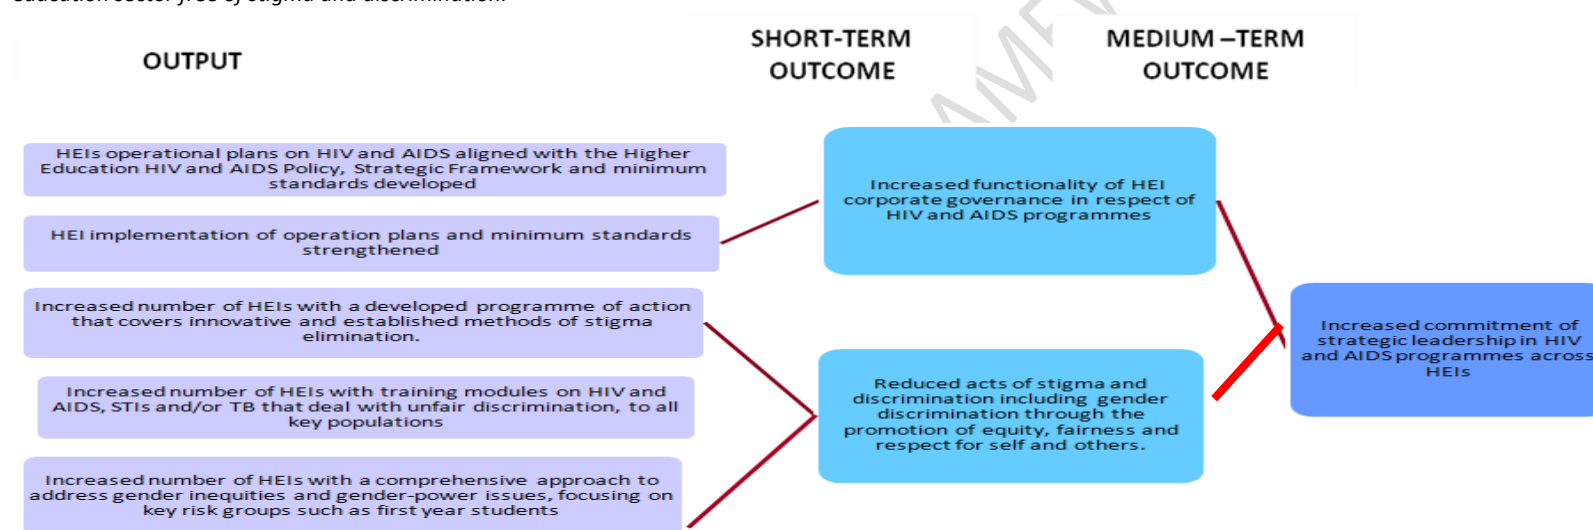 education sector free of stigma and discrimination.
OUTPUT
SHORT-TERM
OUTCOME
MEDIUM –TERM
OUTCOME
HEIs operational plans on HIV and AIDS aligned with the Higher
Education HIV and AIDS Policy, Strategic Framework and minimum
standards developed
HEI implementation of operation plans and minimum standards
strengthened
Increased number of HEIs with a developed programme of action
that covers innovative and established methods of stigma
elimination.
Increased number of HEIs with training modules on HIV and
AIDS, STIs and/or TB that deal with unfair discrimination, to all
key populations
Increased number of HEIs with a comprehensive approach to
address gender inequities and gender-power issues, focusing on
key risk groups such as first year students
Increased functionality of HEI
corporate governance in respect of
HIV and AIDS programmes
Reduced acts of stigma and
discrimination including gender
discrimination through the
promotion of equity, fairness and
respect for self and others.
Increased commitment of
strategic leadership in HIV
and AIDS programmes across
HEIs